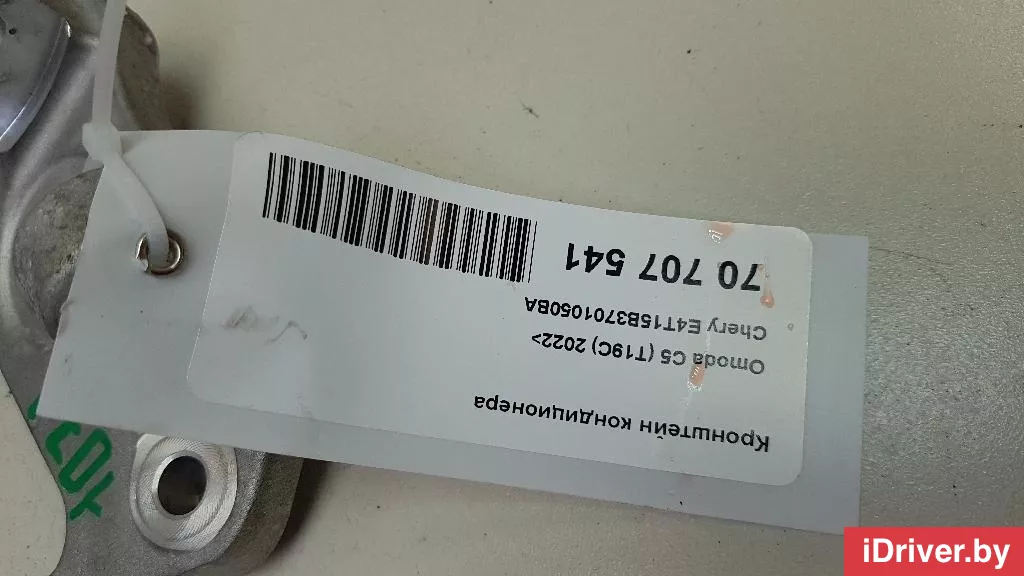 Кронштейн кондиционера
Omoda C5 (T19C) 2022>
Chery E4T15B3701050BA
70 707 541
iDriver.by